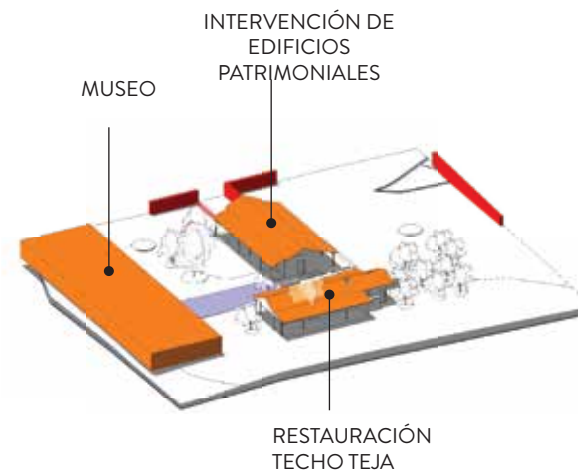 INTERVENCIÓN DE
EDIFICIOS
PATRIMONIALES
MUSEO
RESTAURACIÓN
TECHO TEJA